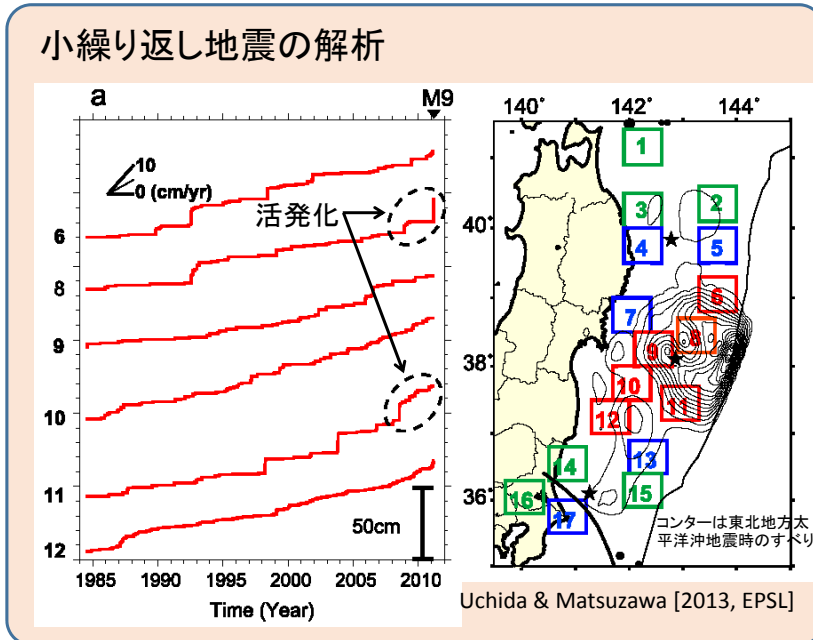 小繰り返し地震の解析
a
M9
10
0 (cm/yr)
活発化
6
8
9
10
11
12
50cm
1985 1990 1995 2000 2005 2010
Time (Year)
140° 142° 144°
40°
38°
36°
1
2
3
4
5
6
7
8
9
10
11
12
13
14
15
16
17
コンターは東北地方太
平洋沖地震時のすべり
Uchida & Matsuzawa [2013, EPSL]